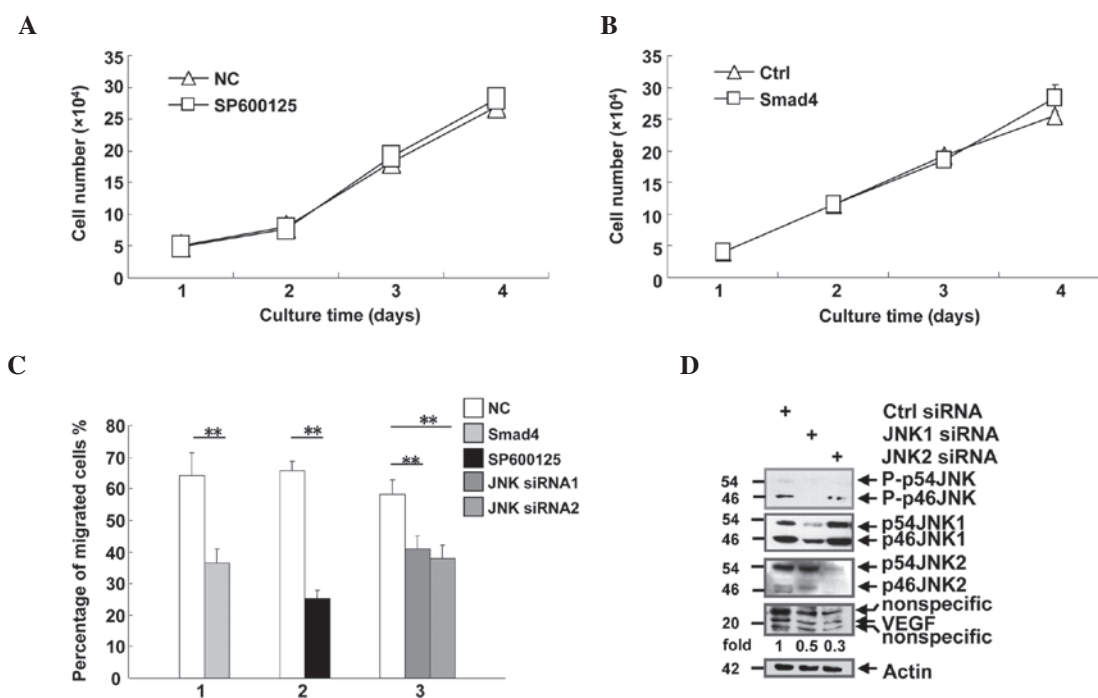 A
35
30
25
20
15
10
5
0
Cell number (×10⁴)
NC
SP600125
1 2 3 4
Culture time (days)
B
35
30
25
20
15
10
5
0
Cell number (×10⁴)
Ctrl
Smad4
1 2 3 4
Culture time (days)
C
80
70
60
50
40
30
20
10
0
Percentage of migrated cells %
** ** ** **
NC
Smad4
SP600125
JNK siRNA1
JNK siRNA2
1 2 3
D
+ Ctrl siRNA
+ JNK1 siRNA
+ JNK2 siRNA
54 P-p54JNK
46 P-p46JNK
54 p54JNK1
46 p46JNK1
54 p54JNK2
46 p46JNK2
nonspecific
20 VEGF
nonspecific
fold 1 0.5 0.3
42 Actin